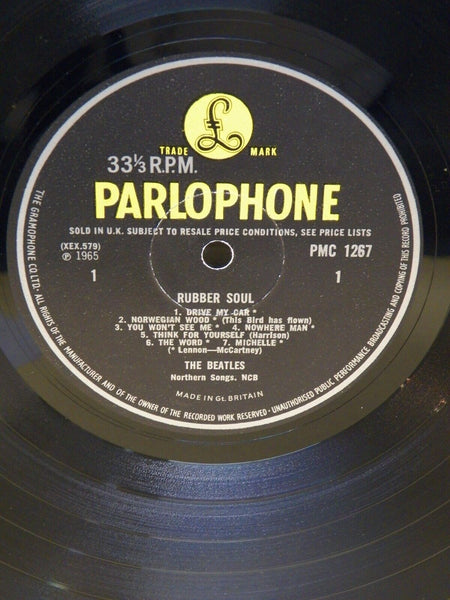 £
TRADE MARK
33⅓ R.P.M.
PARLOPHONE
SOLD IN U.K. SUBJECT TO RESALE PRICE CONDITIONS, SEE PRICE LISTS
(XEX.579)
℗ 1965
PMC 1267
1
1
RUBBER SOUL
1. DRIVE MY CAR *
2. NORWEGIAN WOOD * (This Bird has flown)
3. YOU WON'T SEE ME * 4. NOWHERE MAN *
5. THINK FOR YOURSELF (Harrison)
6. THE WORD * 7. MICHELLE *
(* Lennon—McCartney)
THE BEATLES
Northern Songs. NCB
MADE IN Gt. BRITAIN
THE GRAMOPHONE CO. LTD. ALL RIGHTS OF THE MANUFACTURER AND OF THE OWNER OF THE RECORDED WORK RESERVED · UNAUTHORISED PUBLIC PERFORMANCE BROADCASTING AND COPYING OF THIS RECORD PROHIBITED